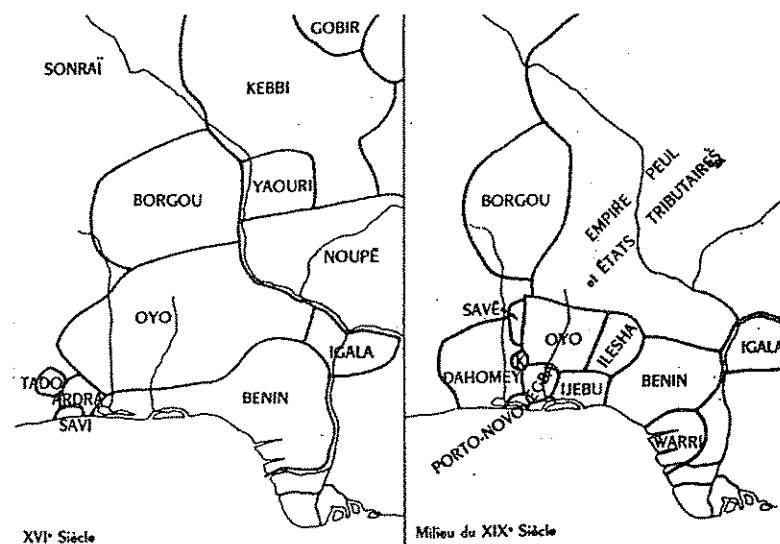 GOBIR
SONRAÏ
KEBBI
BORGOU
YAOURI
NOUPÉ
OYO
IGALA
TADO
ARDRA
SAVI
BENIN
XVIᵉ Siècle
BORGOU
EMPIRE PEUL
et ÉTATS TRIBUTAIRES
SAVÉ
OYO
ILESHA
IGALA
K
DAHOMEY
EGBA
IJEBU
BENIN
PORTO-NOVO
WARRI
Milieu du XIXᵉ Siècle